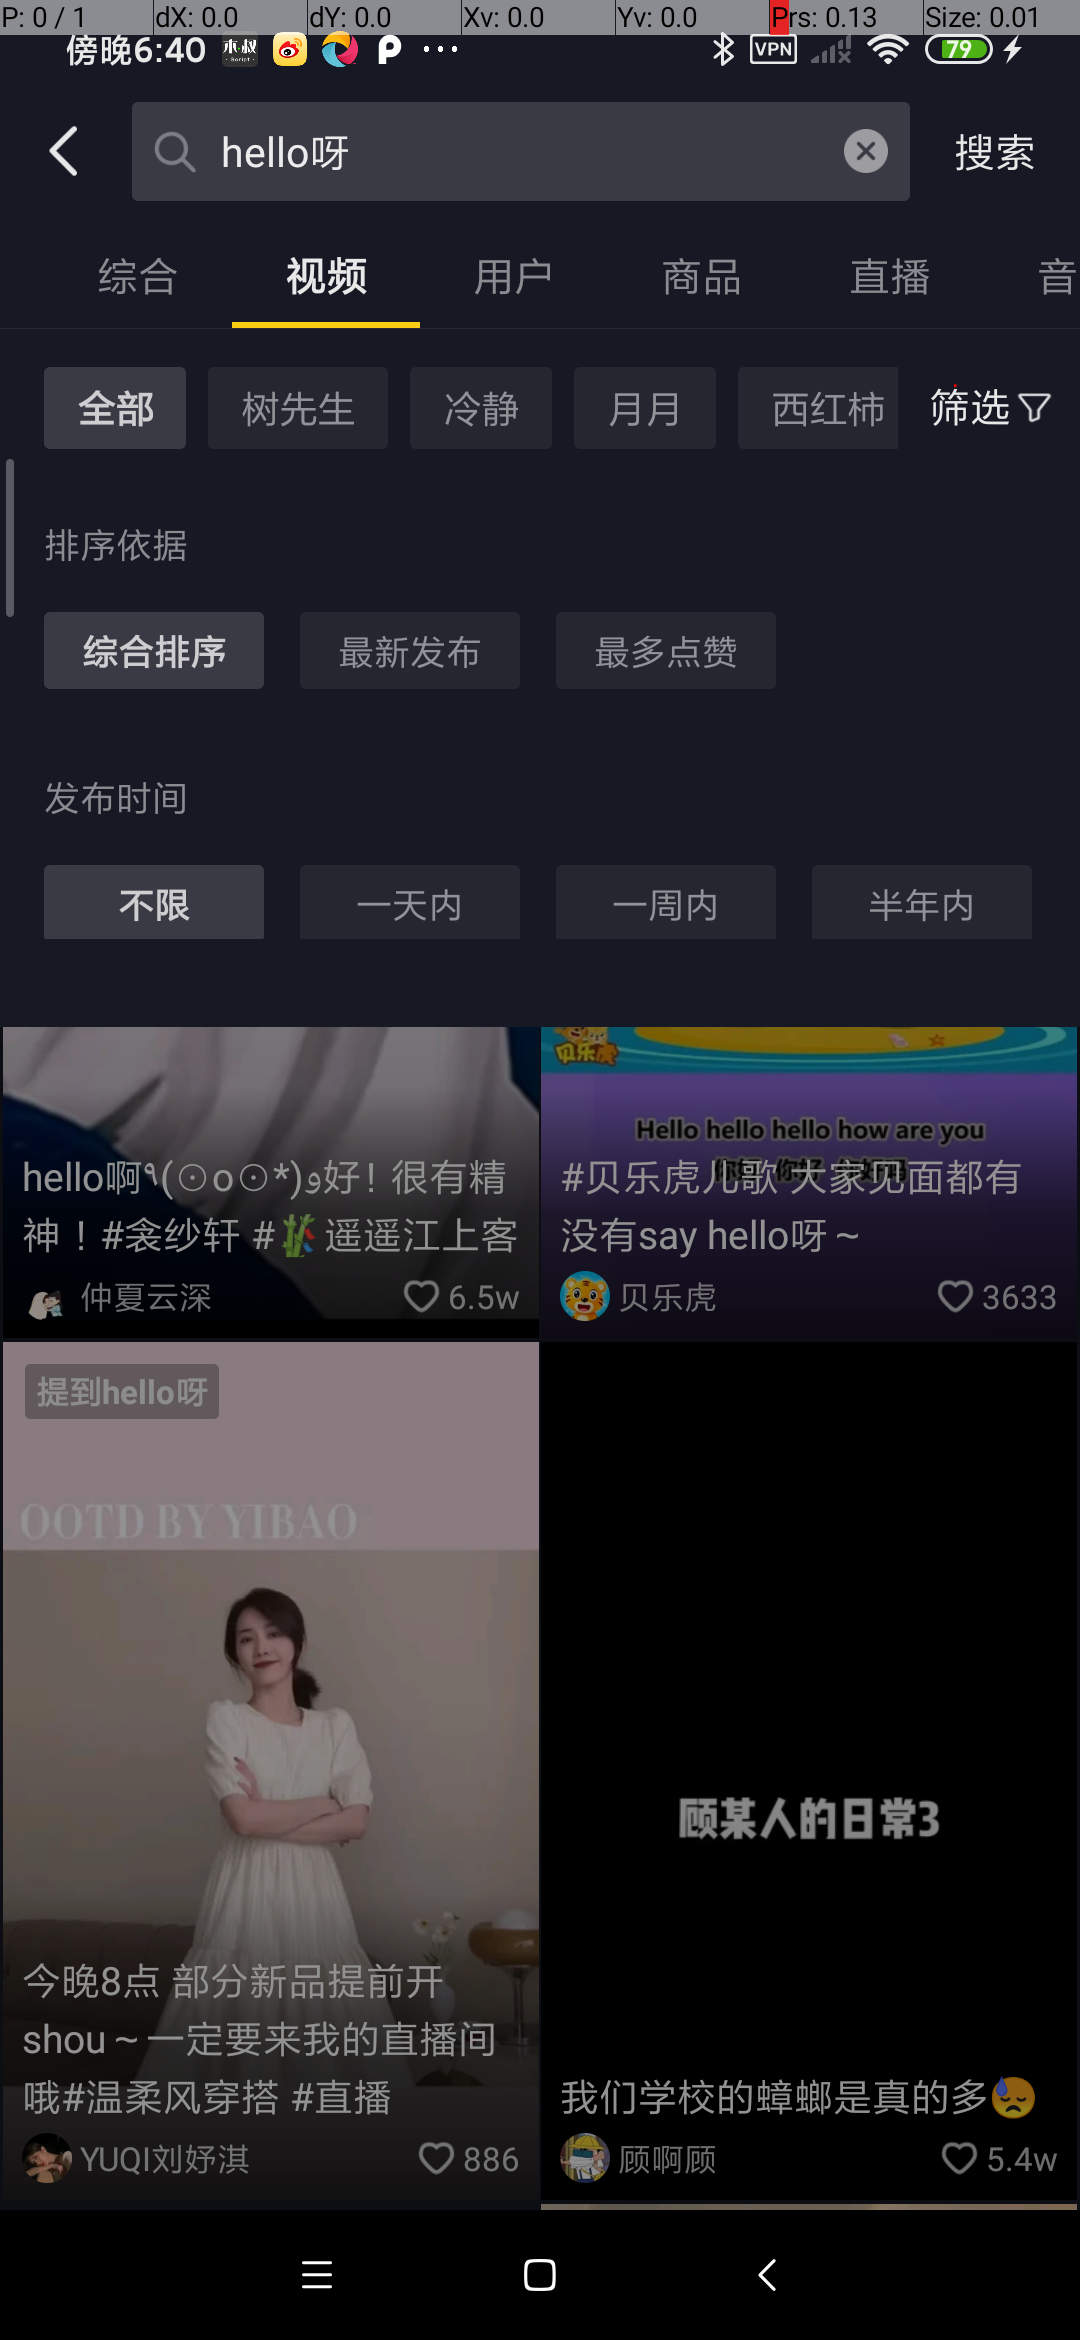 P: 0 / 1 dX: 0.0 dY: 0.0 Xv: 0.0 Yv: 0.0 Prs: 0.13 Size: 0.01
傍晚6:40 木·叔 Script VPN 79
hello呀 搜索
综合 视频 用户 商品 直播 音
全部 树先生 冷静 月月 西红柿 筛选
排序依据
综合排序 最新发布 最多点赞
发布时间
不限 一天内 一周内 半年内
贝乐虎
Hello hello hello how are you
hello啊٩(⊙o⊙*)و好！很有精
神！#衾纱轩 #🎋遥遥江上客
仲夏云深 6.5w
#贝乐虎儿歌 大家见面都有
没有say hello呀～
贝乐虎 3633
提到hello呀
OOTD BY YIBAO
今晚8点 部分新品提前开
shou～一定要来我的直播间
哦#温柔风穿搭 #直播
YUQI刘妤淇 886
顾某人的日常3
我们学校的蟑螂是真的多😓
顾啊顾 5.4w